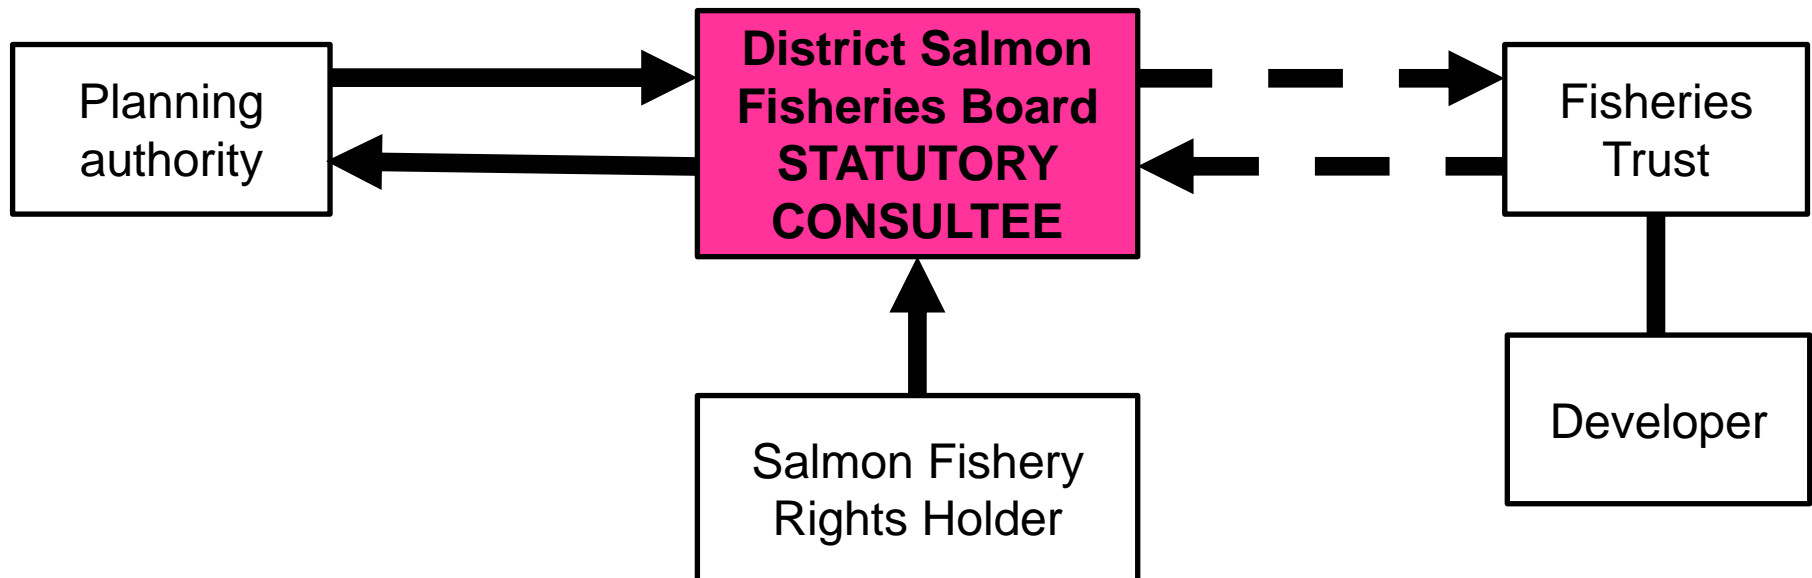 Planning
authority
District Salmon
Fisheries Board
STATUTORY
CONSULTEE
Fisheries
Trust
Salmon Fishery
Rights Holder
Developer